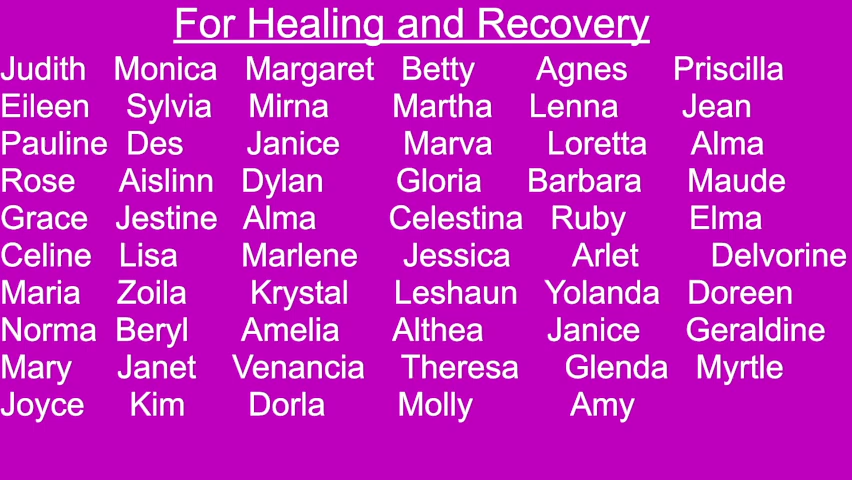 For Healing and Recovery
Judith Monica Margaret Betty Agnes Priscilla
Eileen Sylvia Mirna Martha Lenna Jean
Pauline Des Janice Marva Loretta Alma
Rose Aislinn Dylan Gloria Barbara Maude
Grace Jestine Alma Celestina Ruby Elma
Celine Lisa Marlene Jessica Arlet Delvorine
Maria Zoila Krystal Leshaun Yolanda Doreen
Norma Beryl Amelia Althea Janice Geraldine
Mary Janet Venancia Theresa Glenda Myrtle
Joyce Kim Dorla Molly Amy